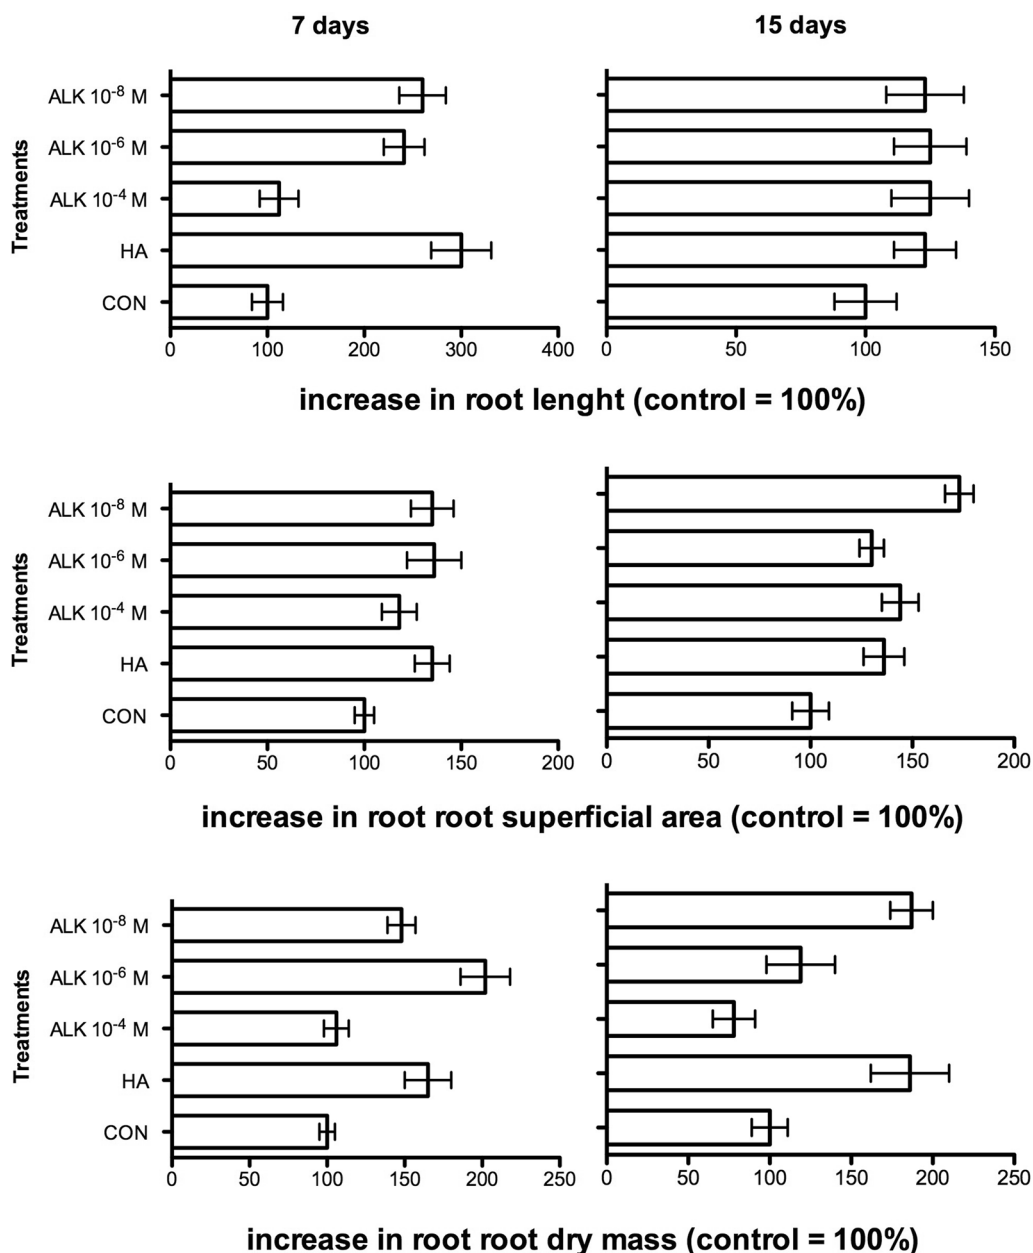 7 days 15 days
Treatments
ALK 10⁻⁸ M
ALK 10⁻⁶ M
ALK 10⁻⁴ M
HA
CON
0 100 200 300 400 0 50 100 150
increase in root lenght (control = 100%)
Treatments
ALK 10⁻⁸ M
ALK 10⁻⁶ M
ALK 10⁻⁴ M
HA
CON
0 50 100 150 200 0 50 100 150 200
increase in root root superficial area (control = 100%)
Treatments
ALK 10⁻⁸ M
ALK 10⁻⁶ M
ALK 10⁻⁴ M
HA
CON
0 50 100 150 200 250 0 50 100 150 200 250
increase in root root dry mass (control = 100%)